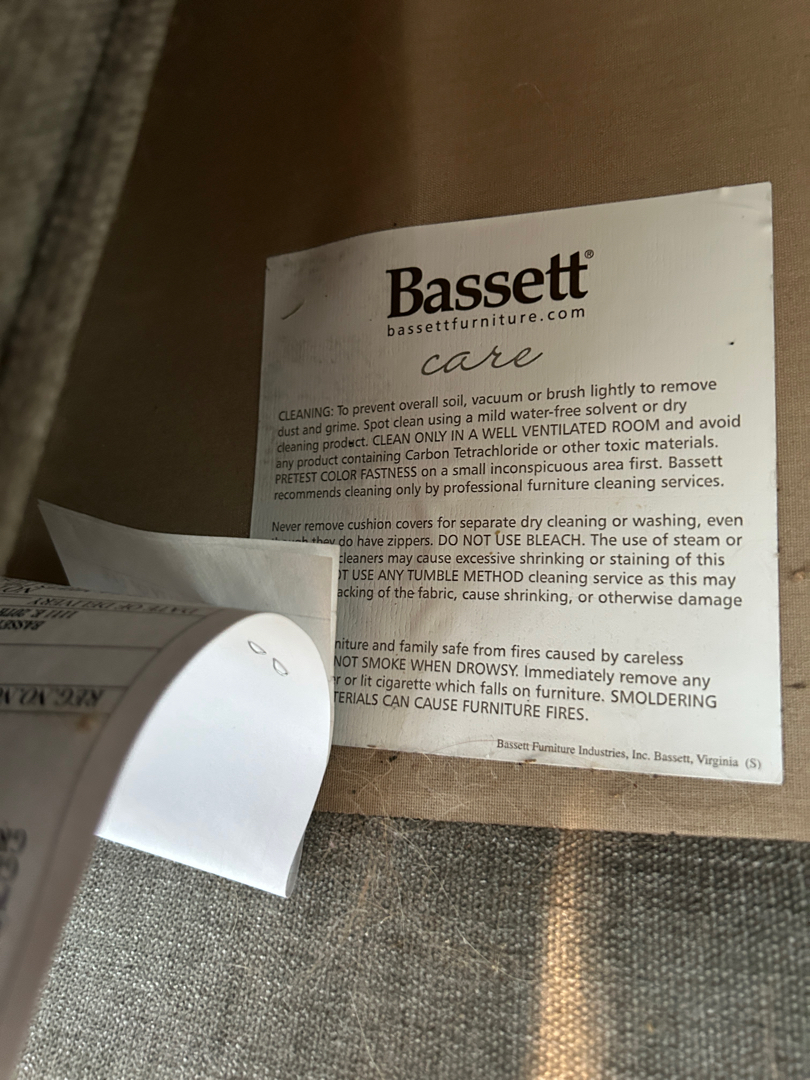 Bassett®
bassettfurniture.com
care
CLEANING: To prevent overall soil, vacuum or brush lightly to remove
dust and grime. Spot clean using a mild water-free solvent or dry
cleaning product. CLEAN ONLY IN A WELL VENTILATED ROOM and avoid
any product containing Carbon Tetrachloride or other toxic materials.
PRETEST COLOR FASTNESS on a small inconspicuous area first. Bassett
recommends cleaning only by professional furniture cleaning services.
Never remove cushion covers for separate dry cleaning or washing, even
they do have zippers. DO NOT USE BLEACH. The use of steam or
cleaners may cause excessive shrinking or staining of this
USE ANY TUMBLE METHOD cleaning service as this may
of the fabric, cause shrinking, or otherwise damage
and family safe from fires caused by careless
NOT SMOKE WHEN DROWSY. Immediately remove any
or lit cigarette which falls on furniture. SMOLDERING
CAN CAUSE FURNITURE FIRES.
Bassett Furniture Industries, Inc. Bassett, Virginia (S)
DATE OF DELIVERY
REG.NO.